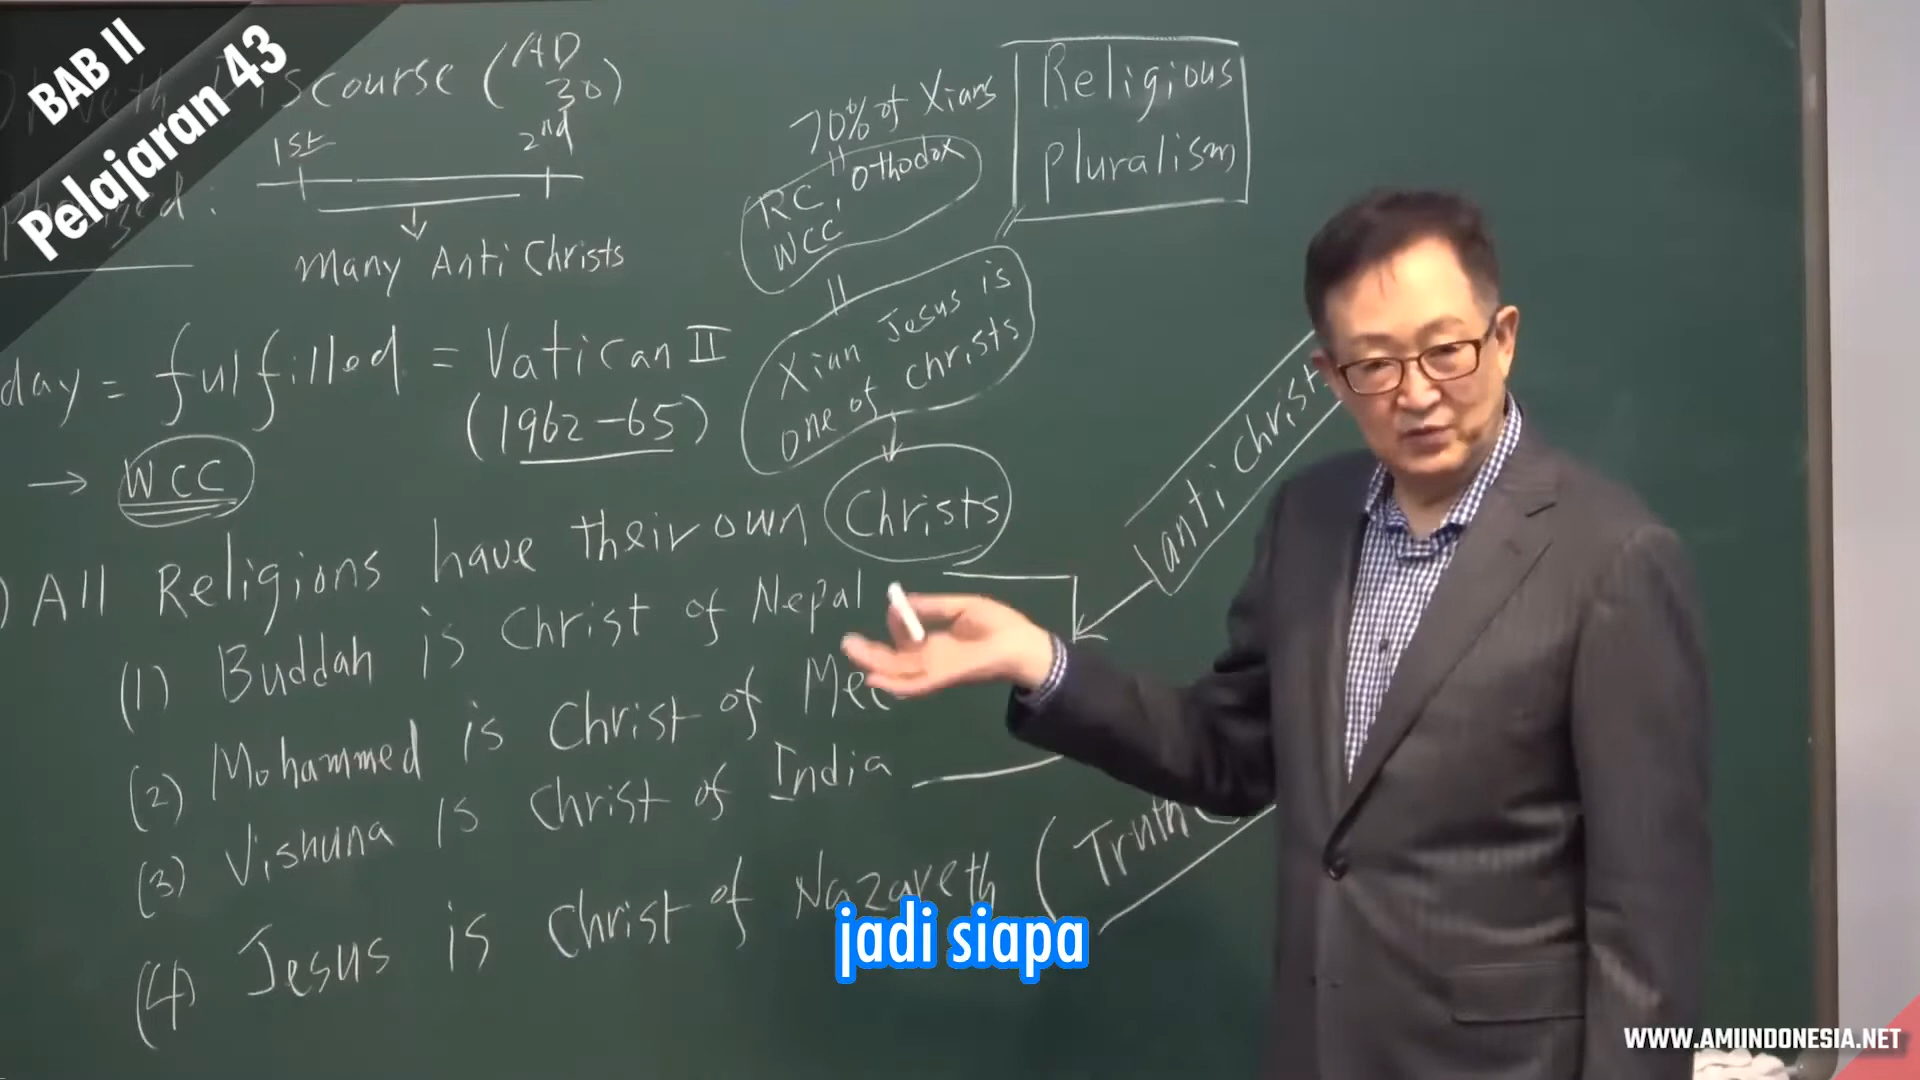 BAB II
Pelajaran 43
Discourse (AD 30)
1st 2nd
Many Anti Christs
70% of Xians
RC, Orthodox
WCC
Religious
pluralism
Xian Jesus is
one of christs
day = fulfilled = Vatican II
(1962-65)
→ WCC
) All Religions have their own Christs
(1) Buddah is Christ of Nepal
(2) Mohammed is Christ of
(3) Vishuna is Christ of India
(4) Jesus is Christ of Nazareth (Truth
anti christ
jadi siapa
WWW.AMIINDONESIA.NET